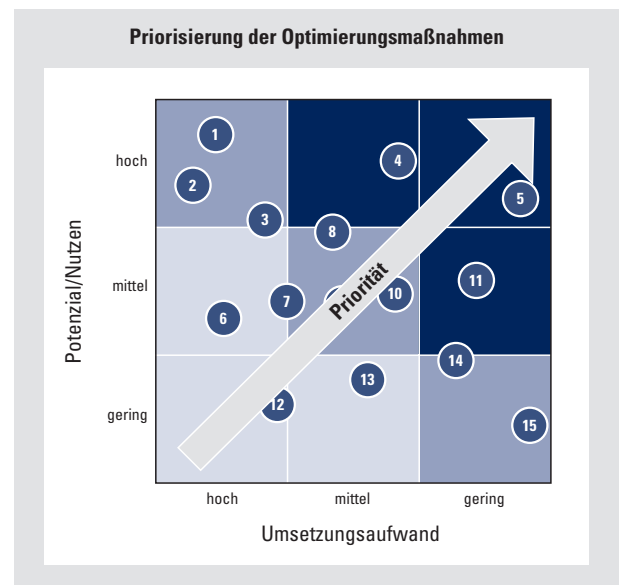 Priorisierung der Optimierungsmaßnahmen
Potenzial/Nutzen
hoch
mittel
gering
1
2
3
4
5
8
6
7
10
11
12
13
14
15
Priorität
hoch mittel gering
Umsetzungsaufwand